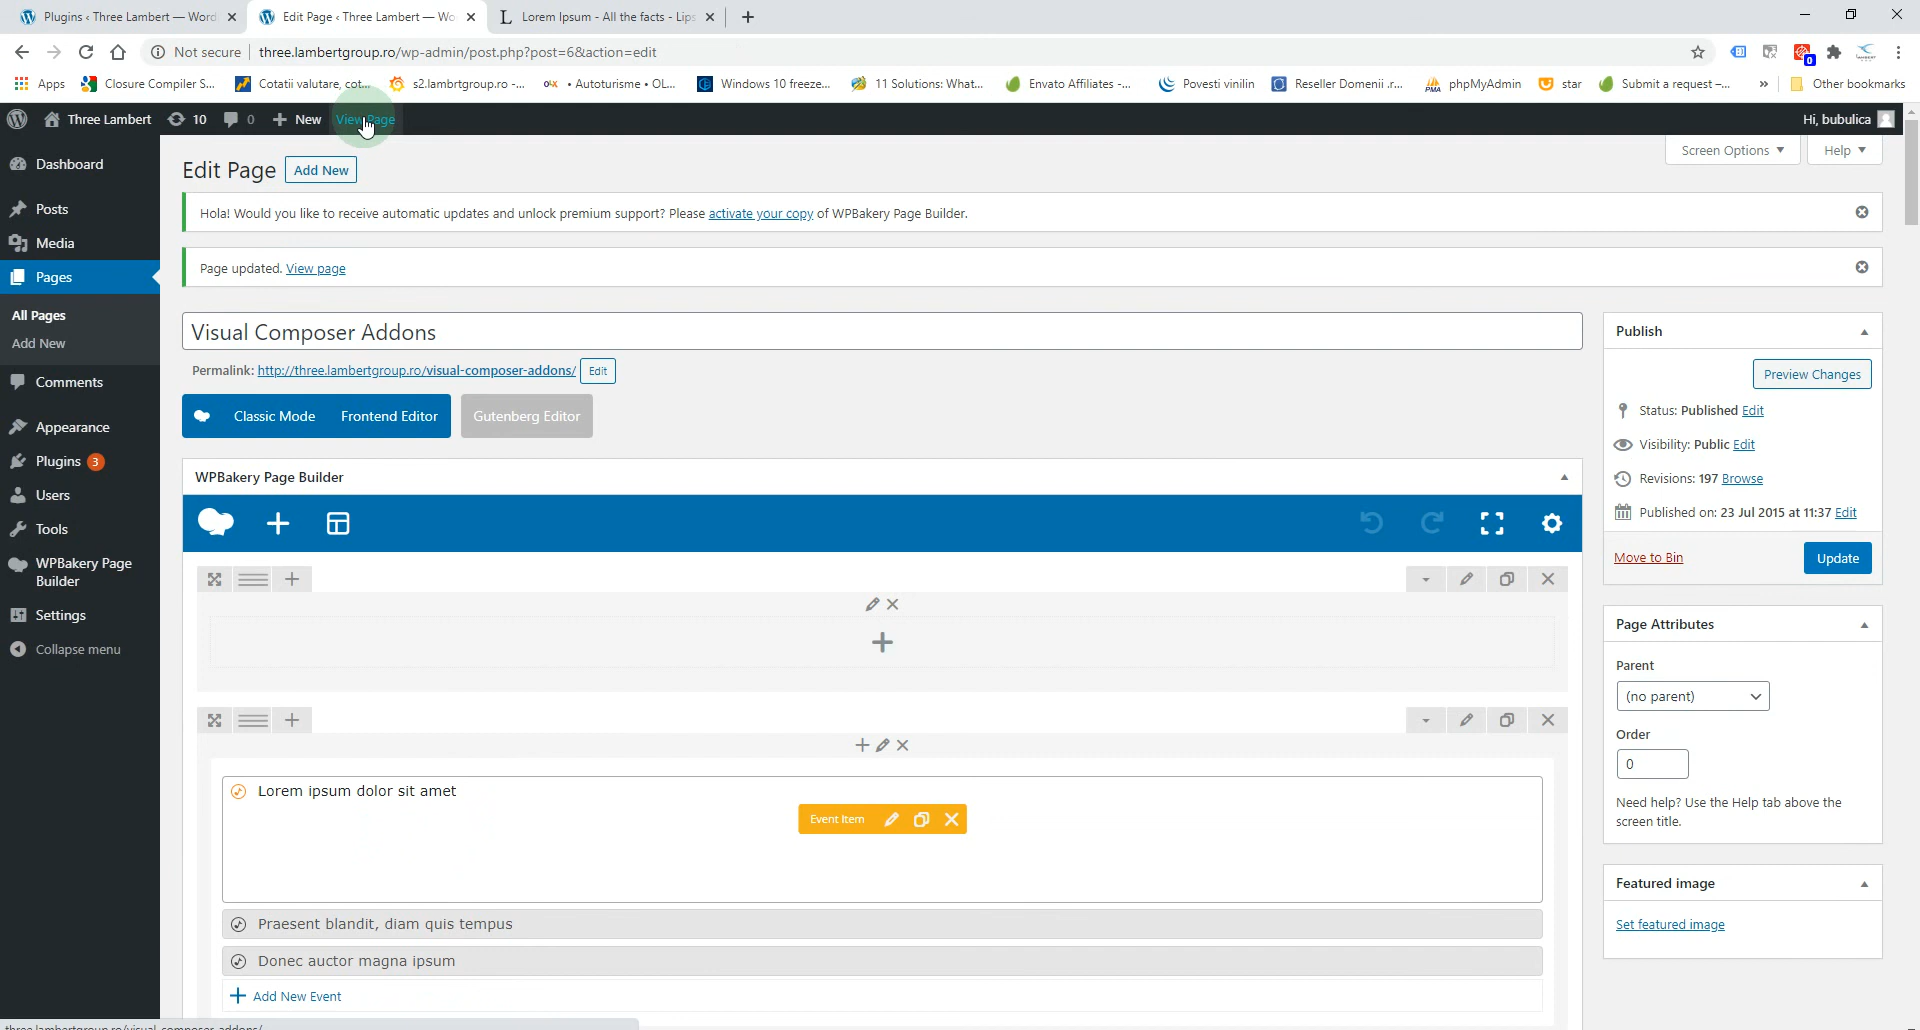 Plugins ‹ Three Lambert — Word
Edit Page ‹ Three Lambert — Wo
Lorem Ipsum - All the facts - Lips
Not secure
three.lambertgroup.ro/wp-admin/post.php?post=6&action=edit
Apps
Closure Compiler S...
Cotatii valutare, cot...
s2.lambrtgroup.ro -...
• Autoturisme • OL...
Windows 10 freeze...
11 Solutions: What...
Envato Affiliates -...
Povesti vinilin
Reseller Domenii .r...
phpMyAdmin
star
Submit a request –...
»
Other bookmarks
Three Lambert
10
0
New
View Page
Hi, bubulica
Dashboard
Posts
Media
Pages
All Pages
Add New
Comments
Appearance
Plugins 3
Users
Tools
WPBakery Page
Builder
Settings
Collapse menu
Screen Options
Help
Edit Page
Add New
Hola! Would you like to receive automatic updates and unlock premium support? Please activate your copy of WPBakery Page Builder.
Page updated. View page
Visual Composer Addons
Permalink: http://three.lambertgroup.ro/visual-composer-addons/
Edit
Classic Mode
Frontend Editor
Gutenberg Editor
WPBakery Page Builder
Lorem ipsum dolor sit amet
Event Item
Praesent blandit, diam quis tempus
Donec auctor magna ipsum
Add New Event
Publish
Preview Changes
Status: Published Edit
Visibility: Public Edit
Revisions: 197 Browse
Published on: 23 Jul 2015 at 11:37 Edit
Move to Bin
Update
Page Attributes
Parent
(no parent)
Order
0
Need help? Use the Help tab above the
screen title.
Featured image
Set featured image